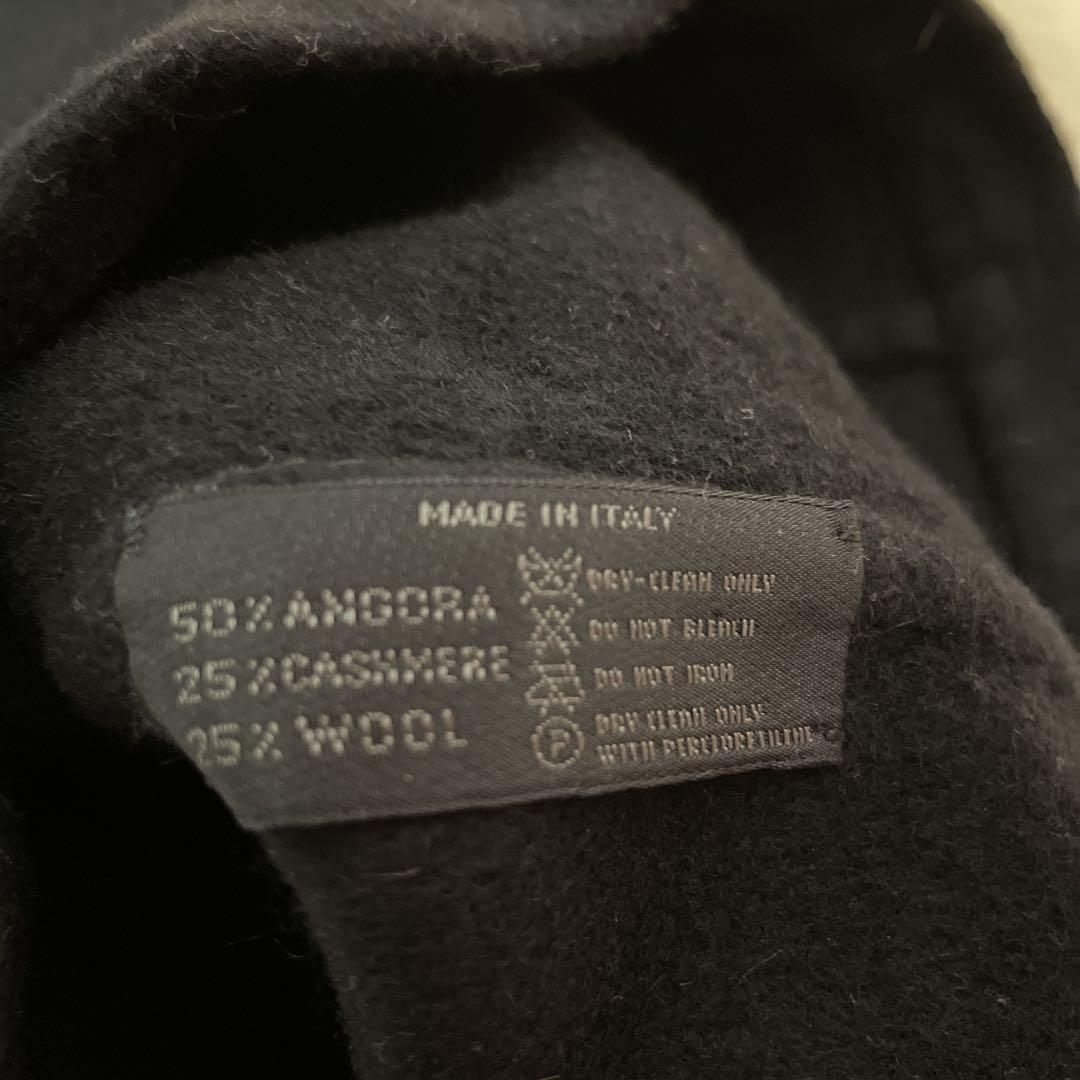 MADE IN ITALY
50%ANGORA
25%CASHMERE
25% WOOL
DRY-CLEAN ONLY
DO NOT BLEACH
DO NOT IRON
P DRY CLEAN ONLY
WITH